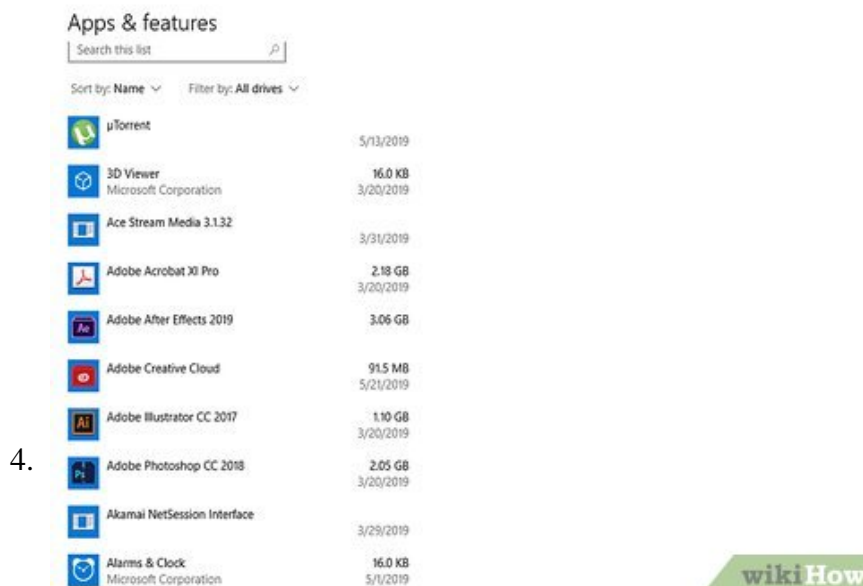 Apps & features
Search this list
Sort by: Name Filter by: All drives
µTorrent
5/13/2019
3D Viewer 16.0 KB
Microsoft Corporation 3/20/2019
Ace Stream Media 3.1.32
3/31/2019
Adobe Acrobat XI Pro 2.18 GB
3/20/2019
Adobe After Effects 2019 3.06 GB
Adobe Creative Cloud 91.5 MB
5/21/2019
Adobe Illustrator CC 2017 1.10 GB
3/20/2019
4.
Adobe Photoshop CC 2018 2.05 GB
3/20/2019
Akamai NetSession Interface
3/29/2019
Alarms & Clock 16.0 KB
Microsoft Corporation 5/1/2019
wikiHow